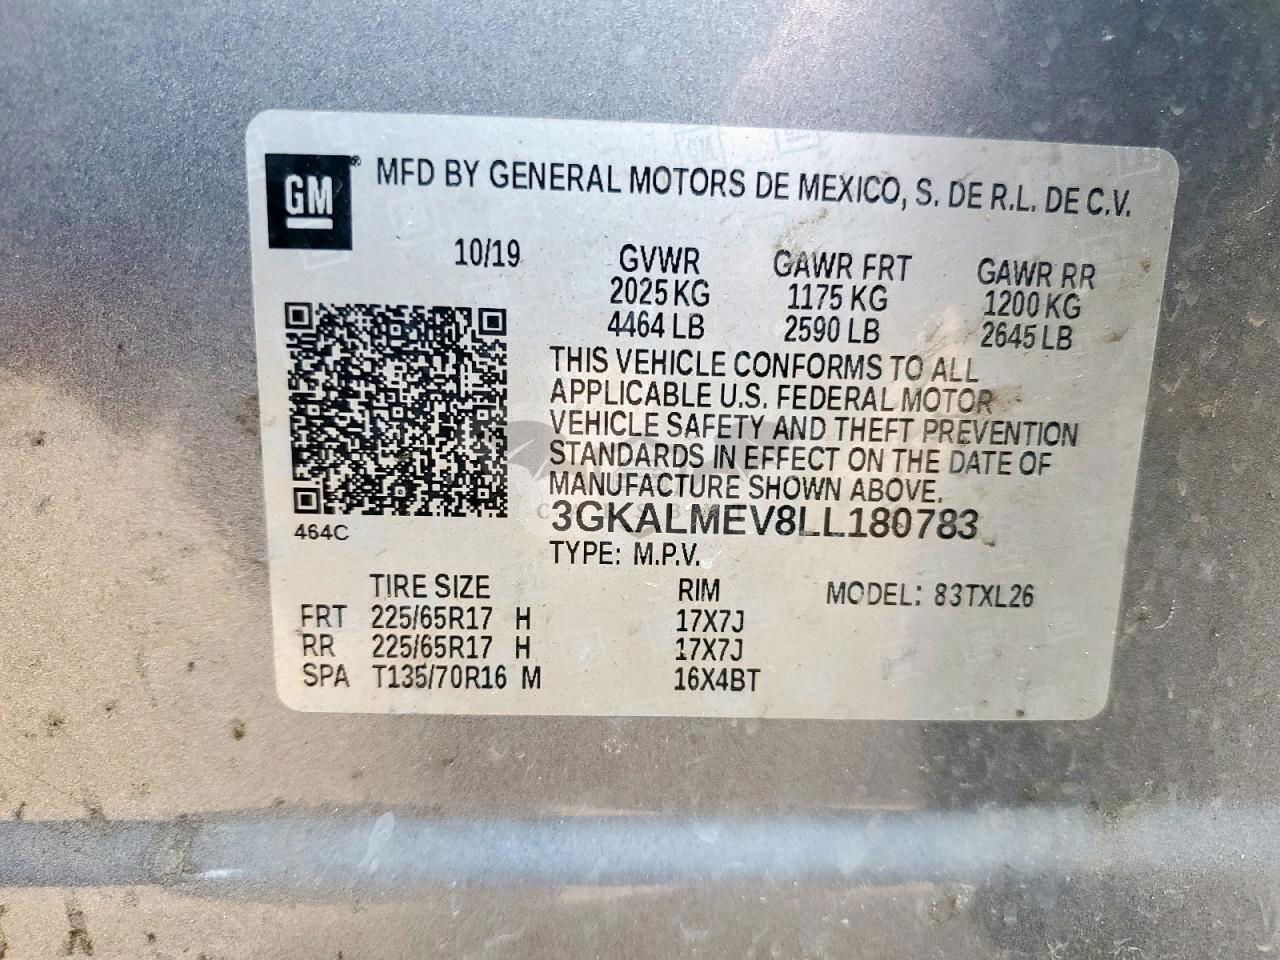 GM® MFD BY GENERAL MOTORS DE MEXICO, S. DE R.L. DE C.V.
10/19 GVWR GAWR FRT GAWR RR
2025 KG 1175 KG 1200 KG
4464 LB 2590 LB 2645 LB
THIS VEHICLE CONFORMS TO ALL
APPLICABLE U.S. FEDERAL MOTOR
VEHICLE SAFETY AND THEFT PREVENTION
STANDARDS IN EFFECT ON THE DATE OF
MANUFACTURE SHOWN ABOVE.
3GKALMEV8LL180783
464C
TYPE: M.P.V.
TIRE SIZE RIM MODEL: 83TXL26
FRT 225/65R17 H 17X7J
RR 225/65R17 H 17X7J
SPA T135/70R16 M 16X4BT